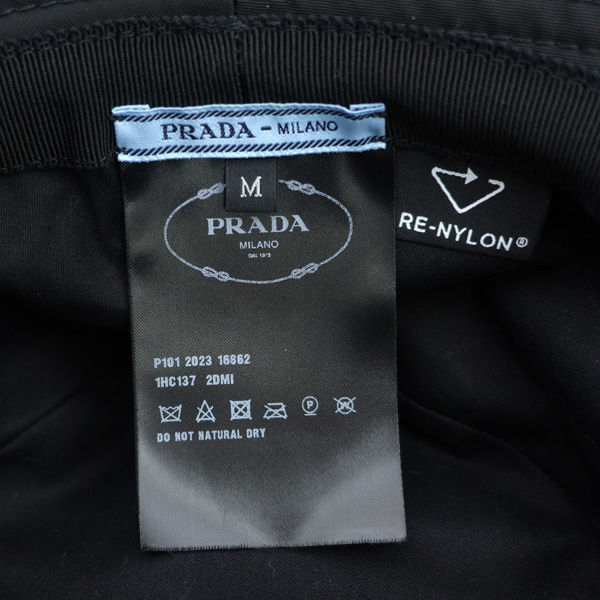 PRADA - MILANO
M
PRADA
MILANO
DAL 1913
RE-NYLON®
P101 2023 16862
1HC137 2DMI
P
DO NOT NATURAL DRY